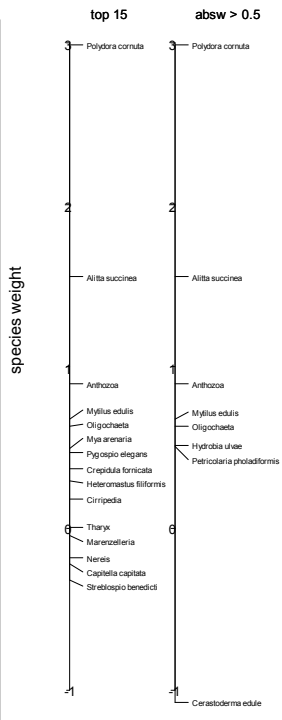 top 15
absw > 0.5
species weight
3
Polydora cornuta
2
Alitta succinea
1
Anthozoa
Mytilus edulis
Oligochaeta
Mya arenaria
Pygospio elegans
Crepidula fornicata
Heteromastus filiformis
Cirripedia
0
Tharyx
Marenzelleria
Nereis
Capitella capitata
Streblospio benedicti
-1
3
Polydora cornuta
2
Alitta succinea
1
Anthozoa
Mytilus edulis
Oligochaeta
Hydrobia ulvae
Petricolaria pholadiformis
0
-1
Cerastoderma edule